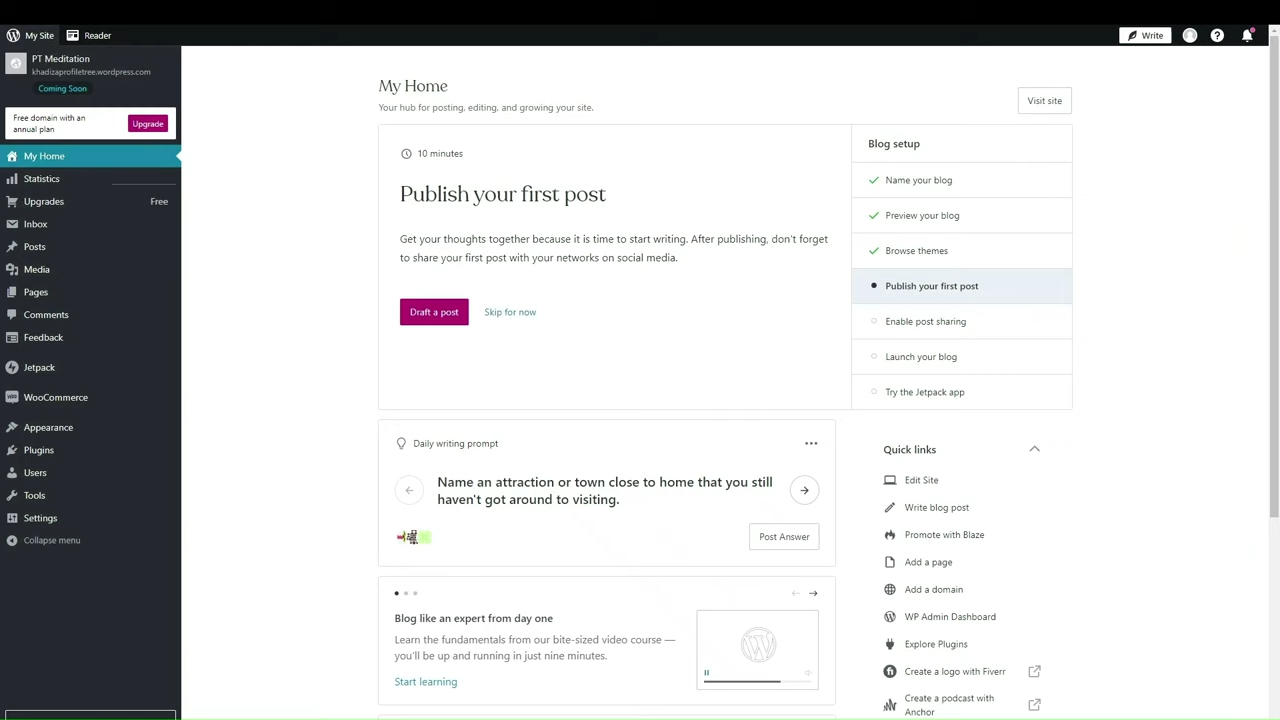 My Site
Reader
Write
PT Meditation
khadizaprofiletree.wordpress.com
Coming Soon
Free domain with an
annual plan
Upgrade
My Home
Statistics
Upgrades
Free
Inbox
Posts
Media
Pages
Comments
Feedback
Jetpack
WooCommerce
Appearance
Plugins
Users
Tools
Settings
Collapse menu
My Home
Your hub for posting, editing, and growing your site.
Visit site
10 minutes
Publish your first post
Get your thoughts together because it is time to start writing. After publishing, don't forget
to share your first post with your networks on social media.
Draft a post
Skip for now
Blog setup
Name your blog
Preview your blog
Browse themes
Publish your first post
Enable post sharing
Launch your blog
Try the Jetpack app
Daily writing prompt
Name an attraction or town close to home that you still
haven't got around to visiting.
Post Answer
Blog like an expert from day one
Learn the fundamentals from our bite-sized video course —
you'll be up and running in just nine minutes.
Start learning
Quick links
Edit Site
Write blog post
Promote with Blaze
Add a page
Add a domain
WP Admin Dashboard
Explore Plugins
Create a logo with Fiverr
Create a podcast with
Anchor